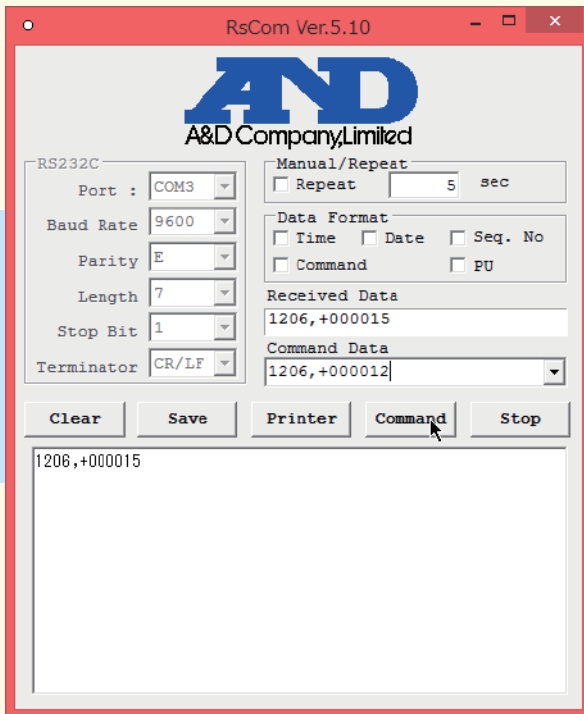 RsCom Ver.5.10
AND
A&D Company,Limited
RS232C
Port : COM3
Baud Rate 9600
Parity E
Length 7
Stop Bit 1
Terminator CR/LF
Manual/Repeat
Repeat 5 sec
Data Format
Time Date Seq. No
Command PU
Received Data
1206,+000015
Command Data
1206,+000012
Clear Save Printer Command Stop
1206,+000015